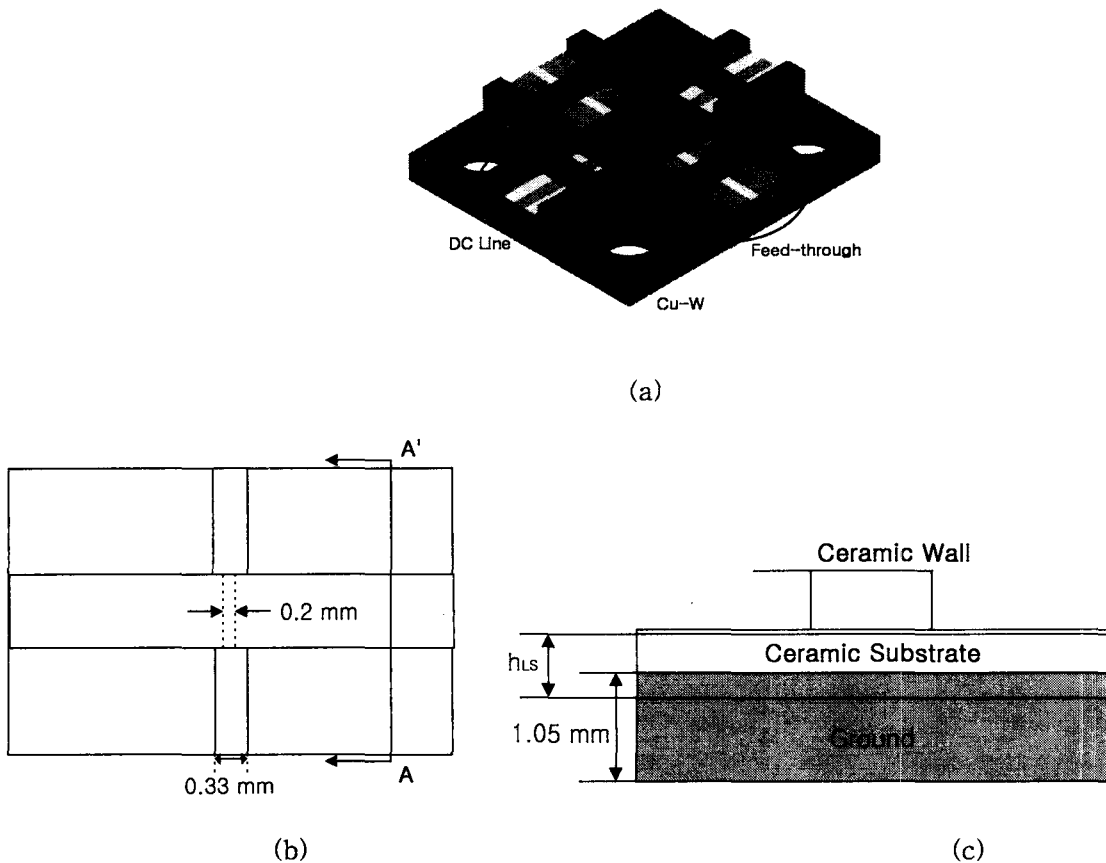 DC Line
Feed-through
Cu-W
(a)
A'
0.2 mm
A
0.33 mm
(b)
Ceramic Wall
Ceramic Substrate
hLS
1.05 mm
Ground
(c)